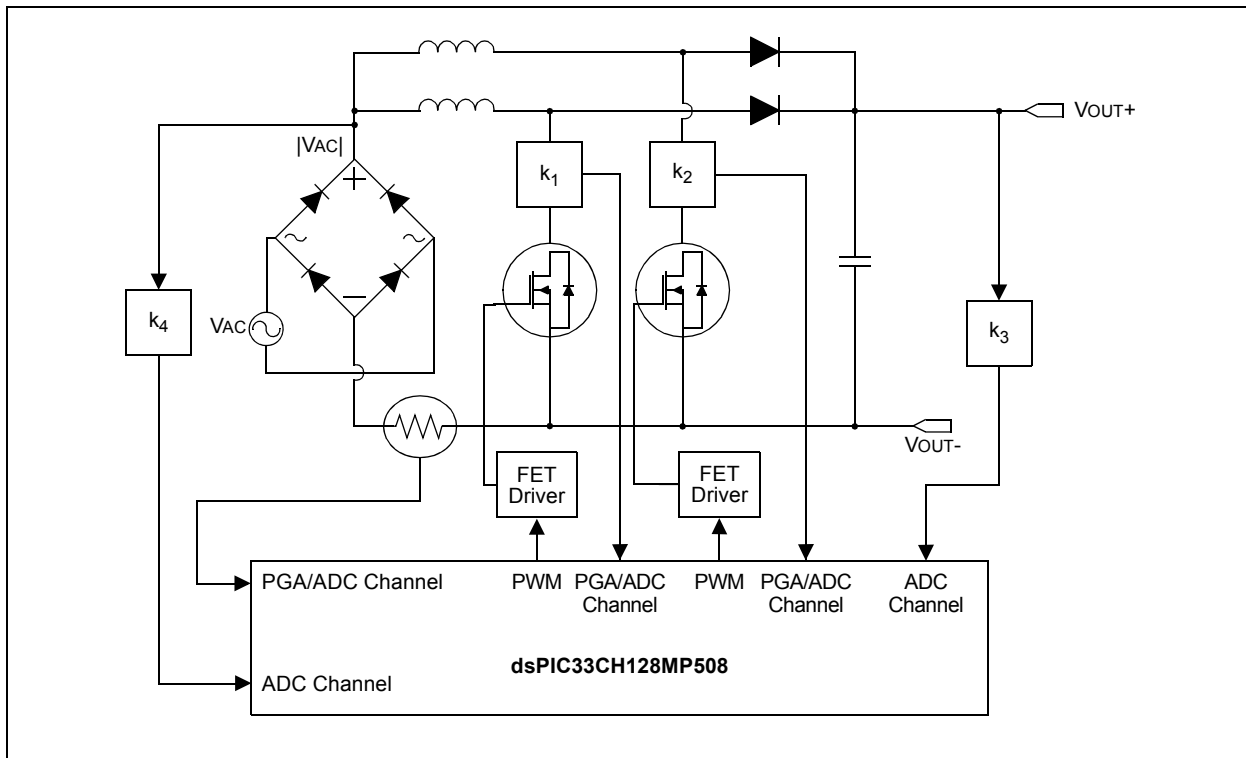 VOUT+
|VAC|
+
k1
k2
k4
VAC
k3
–
VOUT-
FET
Driver
FET
Driver
PGA/ADC Channel
PWM
PGA/ADC
Channel
PWM
PGA/ADC
Channel
ADC
Channel
dsPIC33CH128MP508
ADC Channel